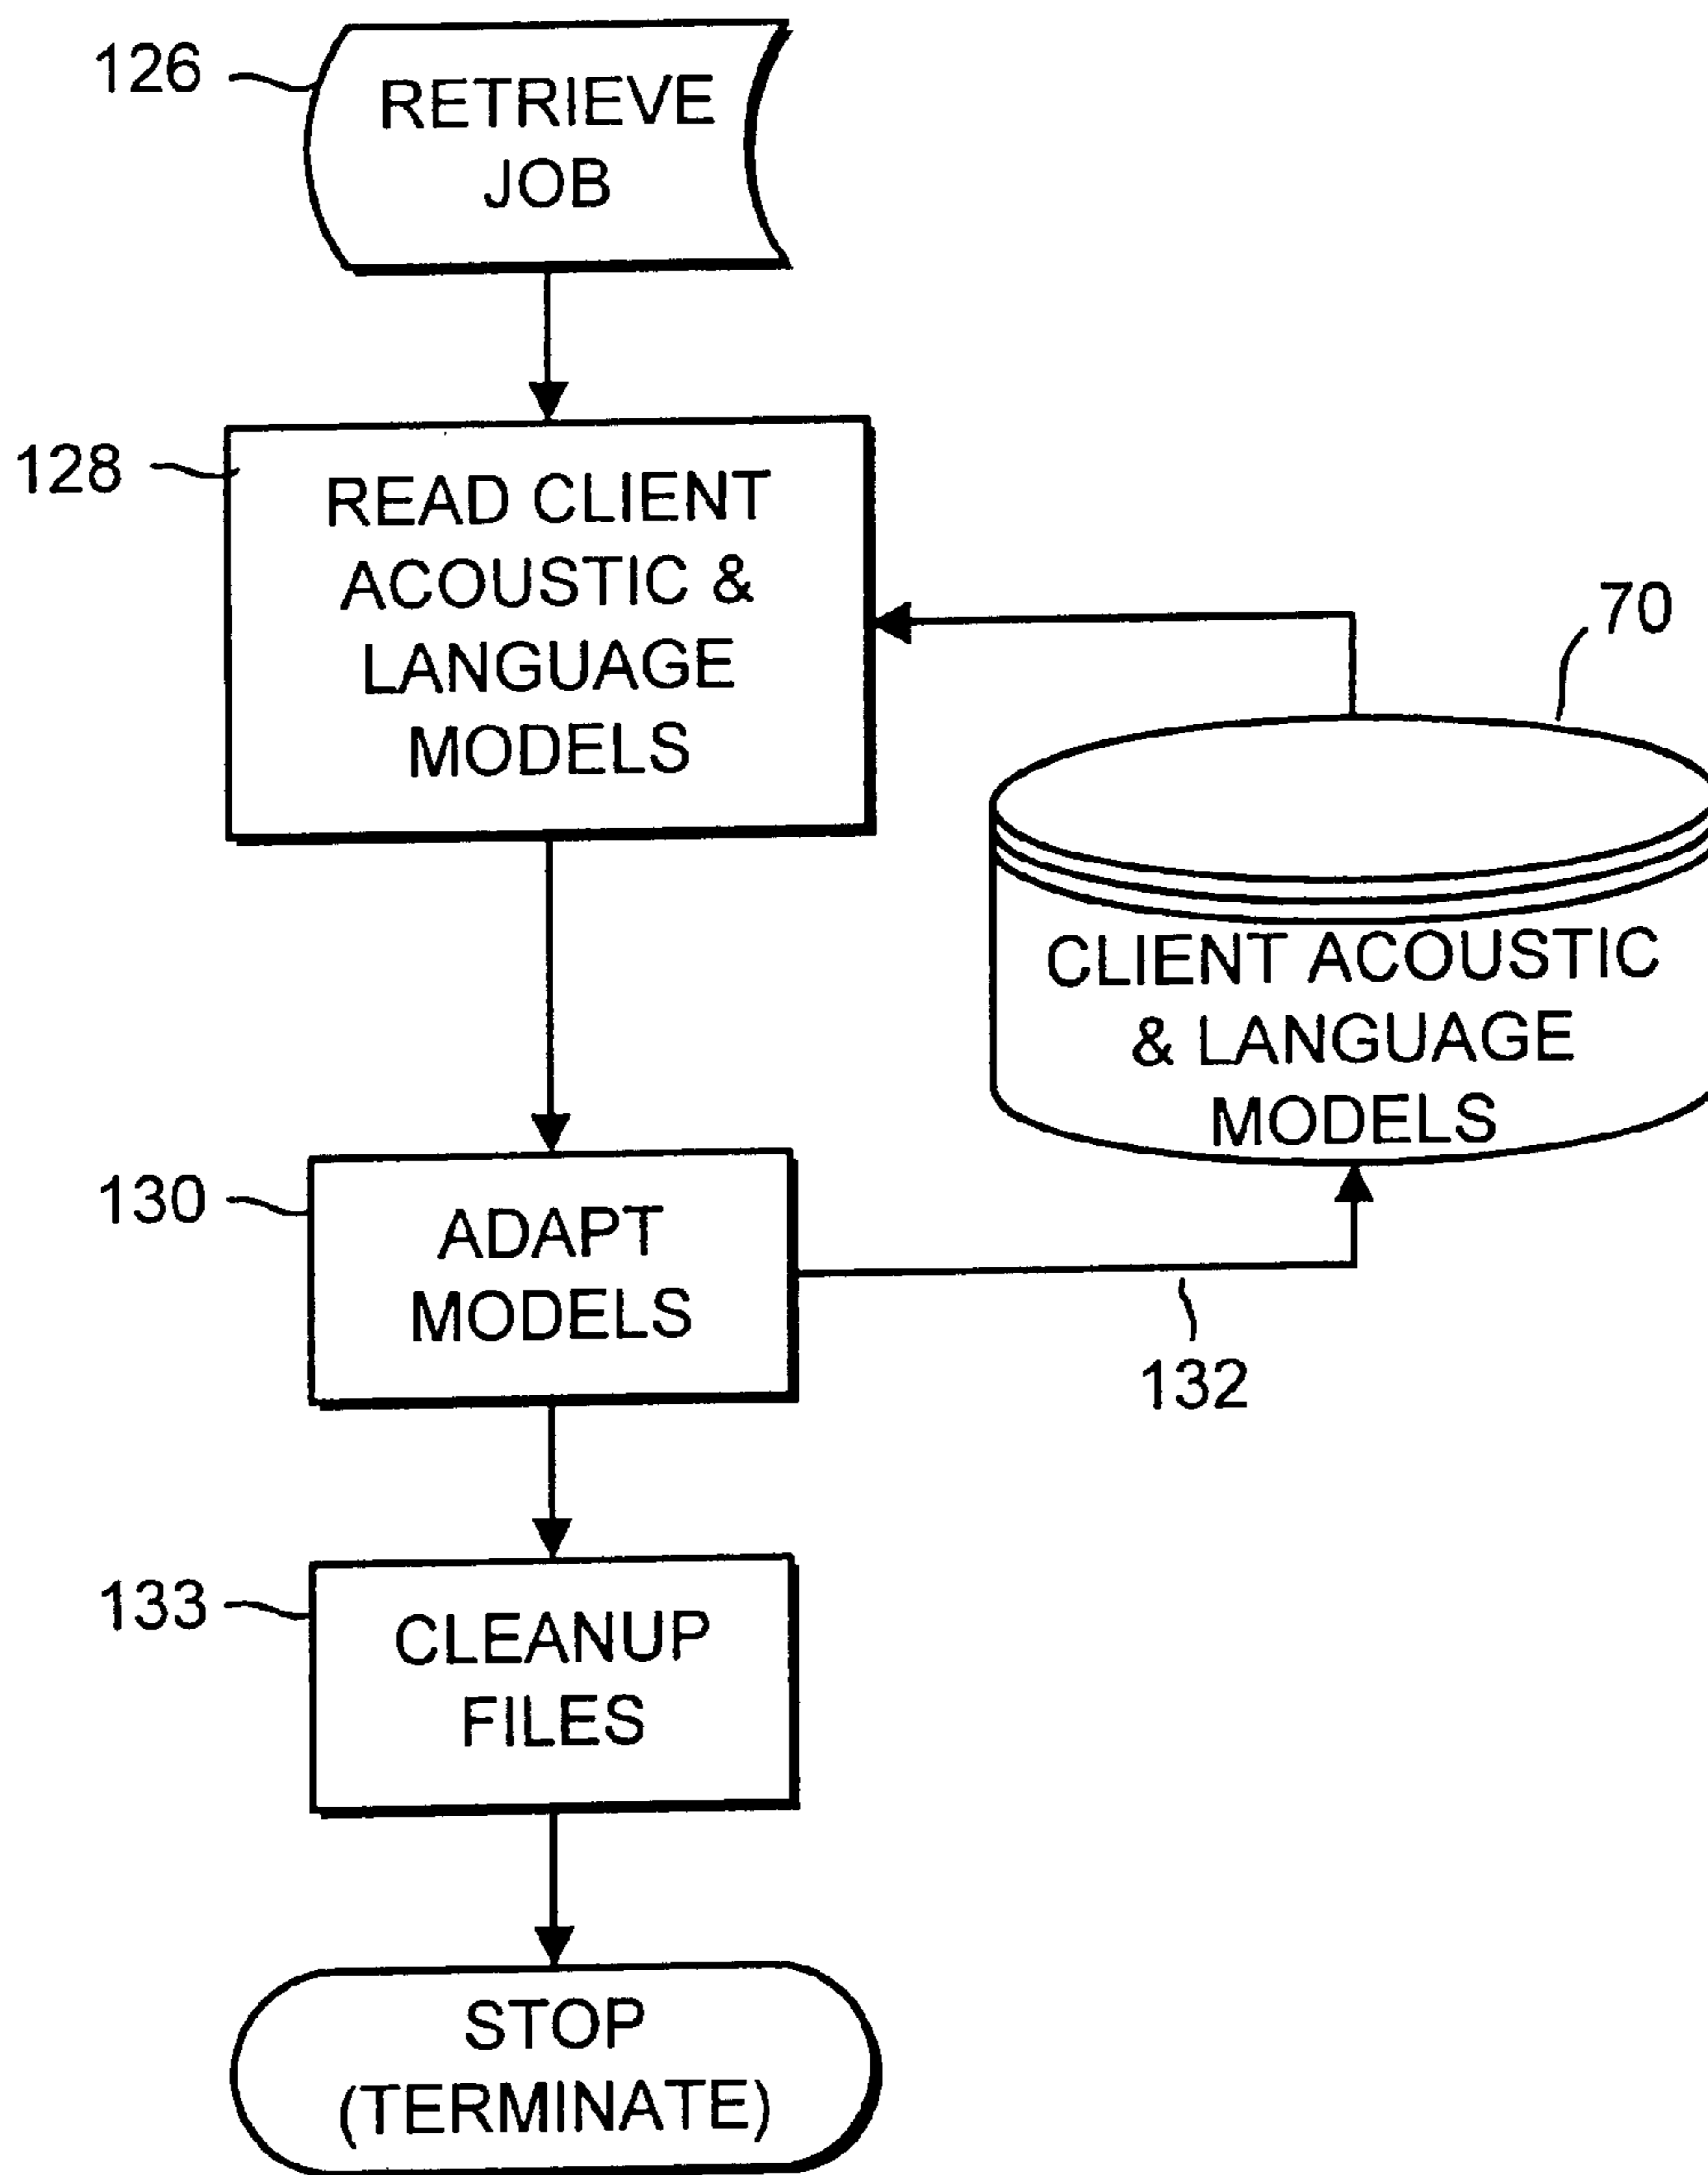 126
RETRIEVE
JOB
128
READ CLIENT
ACOUSTIC &
LANGUAGE
MODELS
70
CLIENT ACOUSTIC
& LANGUAGE
MODELS
130
ADAPT
MODELS
132
133
CLEANUP
FILES
STOP
(TERMINATE)